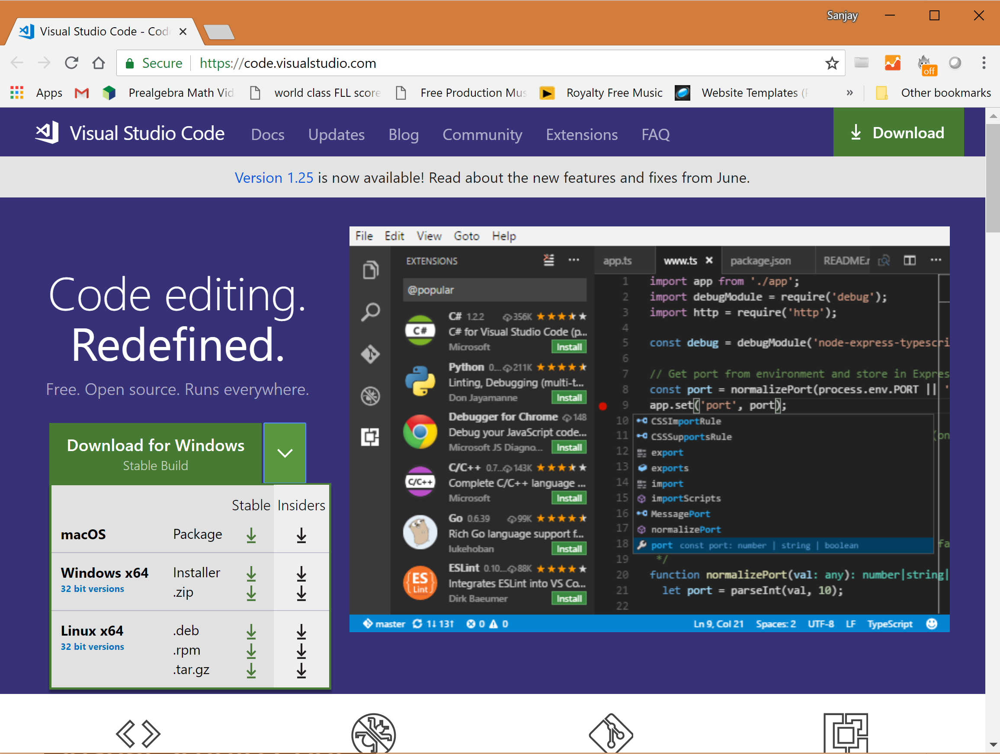 Sanjay
Visual Studio Code - Cod
Secure https://code.visualstudio.com
off
Apps Prealgebra Math Vid world class FLL score Free Production Mus Royalty Free Music Website Templates (F » Other bookmarks
Visual Studio Code Docs Updates Blog Community Extensions FAQ Download
Version 1.25 is now available! Read about the new features and fixes from June.
Code editing.
Redefined.
Free. Open source. Runs everywhere.
Download for Windows
Stable Build
Stable Insiders
macOS Package
Windows x64 Installer
32 bit versions .zip
Linux x64 .deb
32 bit versions .rpm
.tar.gz
File Edit View Goto Help
EXTENSIONS
@popular
C# 1.2.2 356K
C#
C# for Visual Studio Code (p...
Microsoft Install
Python 0.... 211K
Linting, Debugging (multi-t...
Don Jayamanne Install
Debugger for Chrome 148
Debug your JavaScript code...
Microsoft JS Diagno... Install
C/C++ 0.7... 143K
C/C++
Complete C/C++ language ...
Microsoft Install
Go 0.6.39 99K
Rich Go language support f...
lukehoban Install
ESLint 0.10... 88K
{ES}
Lint
Integrates ESLint into VS Co...
Dirk Baeumer Install
app.ts www.ts package.json README.r
1 import app from './app';
2 import debugModule = require('debug');
3 import http = require('http');
4
5 const debug = debugModule('node-express-typescri
6
7 // Get port from environment and store in Expres
8 const port = normalizePort(process.env.PORT || '
9 app.set('port', port);
10 CSSImportRule
11 CSSSupportsRule (on
12 export
13 exports
14 import
15 importScripts
16 MessagePort
17 normalizePort
18 port const port: number | string | boolean fa
19 */
20 function normalizePort(val: any): number|string|
21 let port = parseInt(val, 10);
22
master 1↓ 13↑ 0 0 Ln 9, Col 21 Spaces: 2 UTF-8 LF TypeScript